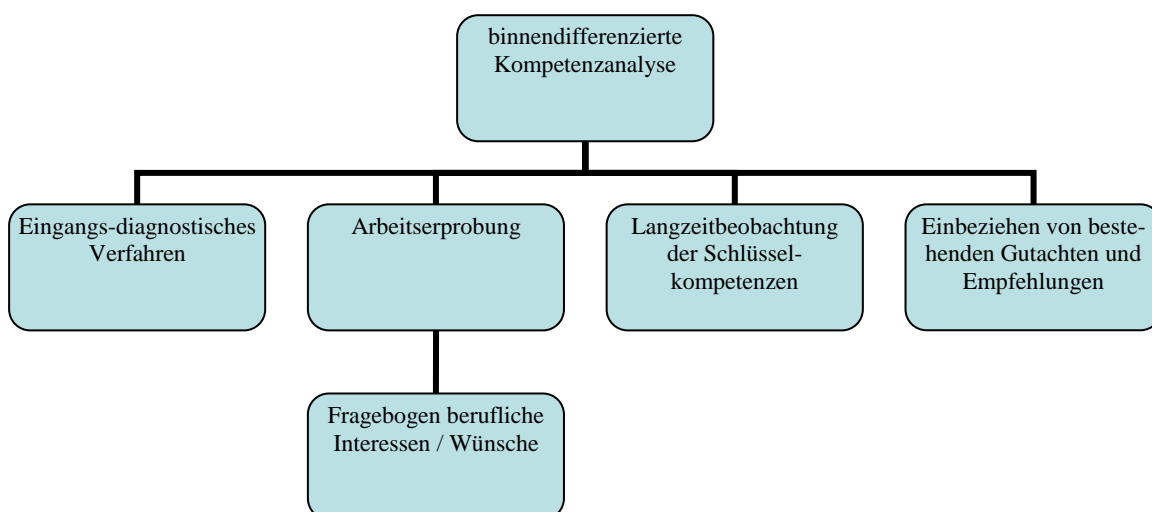 binnendifferenzierte
Kompetenzanalyse
Eingangs-diagnostisches
Verfahren
Arbeitserprobung
Langzeitbeobachtung
der Schlüssel-
kompetenzen
Einbeziehen von beste-
henden Gutachten und
Empfehlungen
Fragebogen berufliche
Interessen / Wünsche